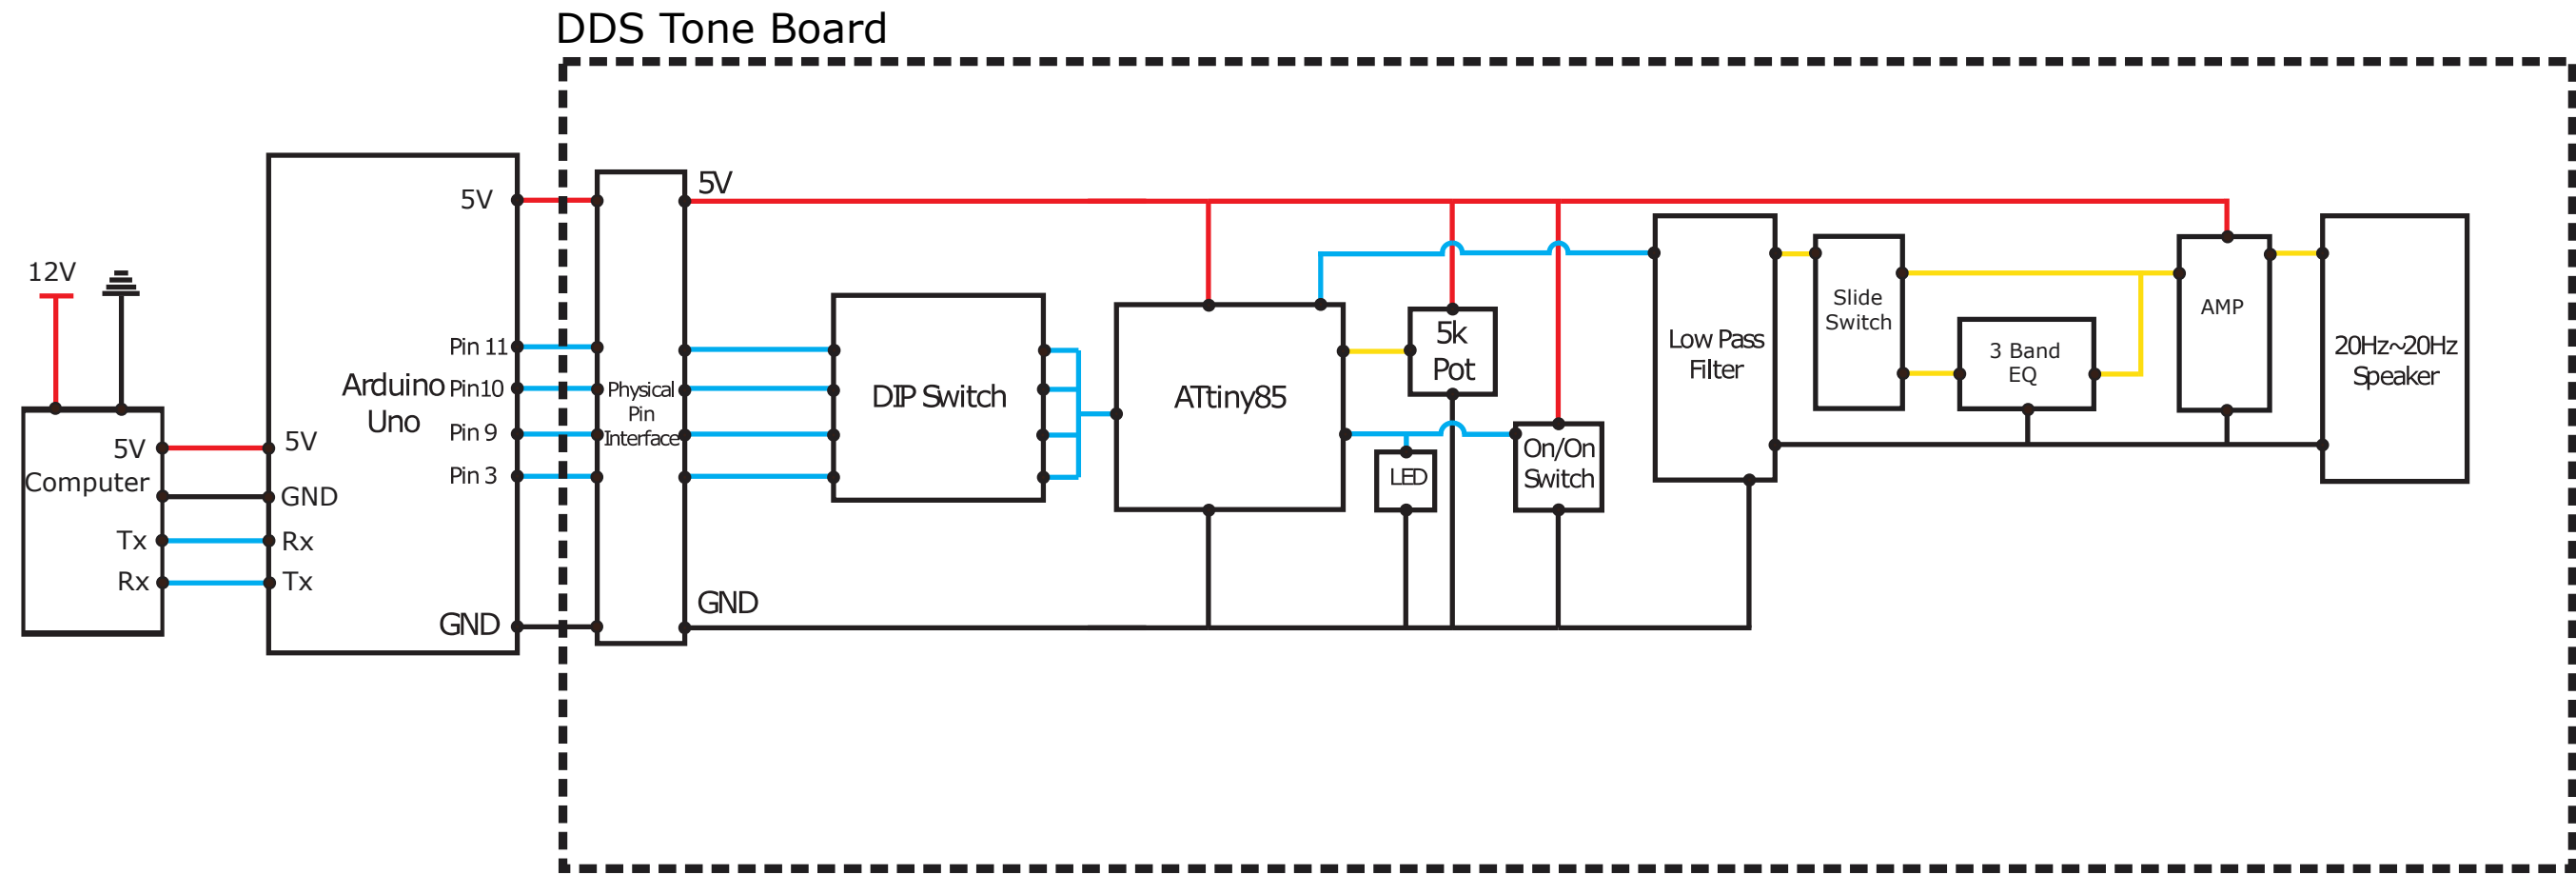 DDS Tone Board
12V
Computer
5V
Tx
Rx
5V
GND
Rx
Tx
Arduino
Uno
5V
Pin 11
Pin10
Pin 9
Pin 3
GND
Physical
Pin
Interface
5V
GND
DIP Switch
ATtiny85
5k
Pot
LED
On/On
Switch
Low Pass
Filter
Slide
Switch
3 Band
EQ
AMP
20Hz~20Hz
Speaker